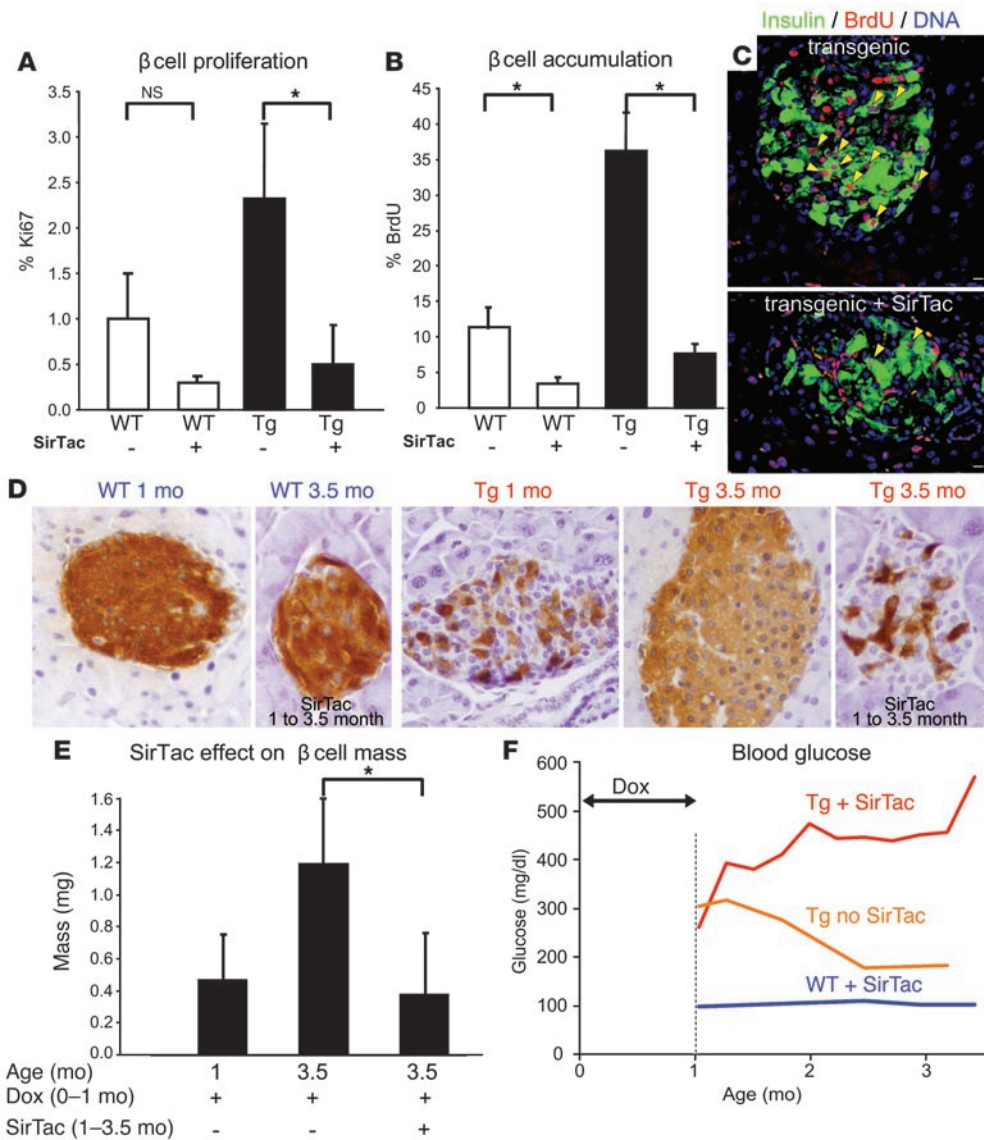 A
β cell proliferation
3.5
3.0
2.5
2.0
1.5
1.0
0.5
0.0
% Ki67
NS
*
WT WT Tg Tg
SirTac - + - +
B
β cell accumulation
45
40
35
30
25
20
15
10
5
0
% BrdU
*
*
WT WT Tg Tg
SirTac - + - +
Insulin / BrdU / DNA
C
transgenic
transgenic + SirTac
D
WT 1 mo
WT 3.5 mo
Tg 1 mo
Tg 3.5 mo
Tg 3.5 mo
SirTac
1 to 3.5 month
SirTac
1 to 3.5 month
E
SirTac effect on β cell mass
*
1.6
1.4
1.2
1.0
0.8
0.6
0.4
0.2
0.0
Mass (mg)
Age (mo) 1 3.5 3.5
Dox (0–1 mo) + + +
SirTac (1–3.5 mo) - - +
F
Blood glucose
600
500
400
300
200
100
0
Glucose (mg/dl)
Dox
Tg + SirTac
Tg no SirTac
WT + SirTac
0 1 2 3
Age (mo)